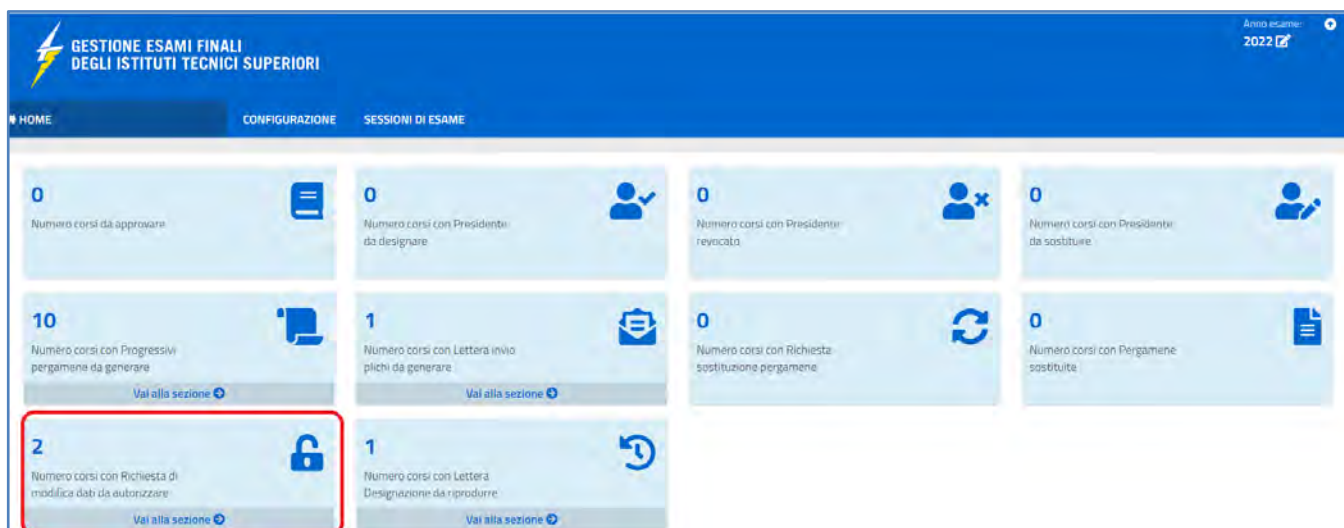 GESTIONE ESAMI FINALI
DEGLI ISTITUTI TECNICI SUPERIORI
Anno esame:
2022
HOME
CONFIGURAZIONE
SESSIONI DI ESAME
0
Numero corsi da approvare
0
Numero corsi con Presidente
da designare
0
Numero corsi con Presidente
revocato
0
Numero corsi con Presidente
da sostituire
10
Numero corsi con Progressivi
pergamene da generare
Vai alla sezione
1
Numero corsi con Lettera invio
plichi da generare
Vai alla sezione
0
Numero corsi con Richiesta
sostituzione pergamene
0
Numero corsi con Pergamene
sostituite
2
Numero corsi con Richiesta di
modifica dati da autorizzare
Vai alla sezione
1
Numero corsi con Lettera
Designazione da riprodurre
Vai alla sezione